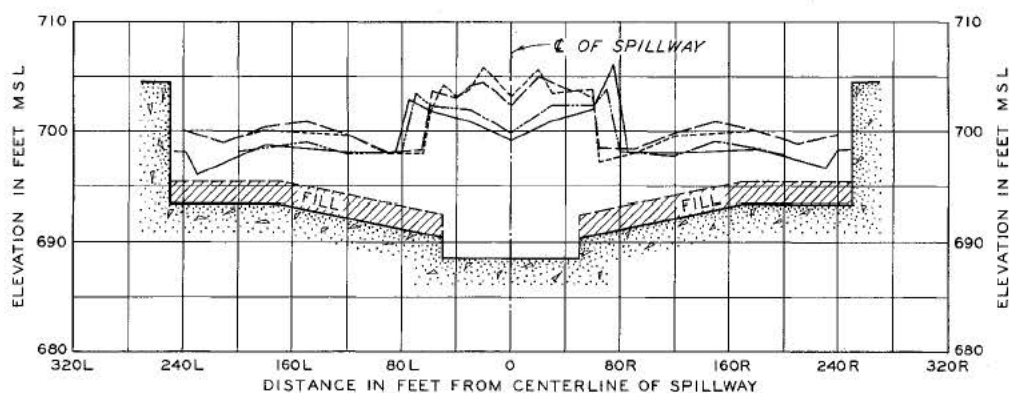 710
710
℄ OF SPILLWAY
ELEVATION IN FEET MSL
ELEVATION IN FEET MSL
700
700
FILL
FILL
690
690
680
680
320L 240L 160L 80L 0 80R 160R 240R 320R
DISTANCE IN FEET FROM CENTERLINE OF SPILLWAY